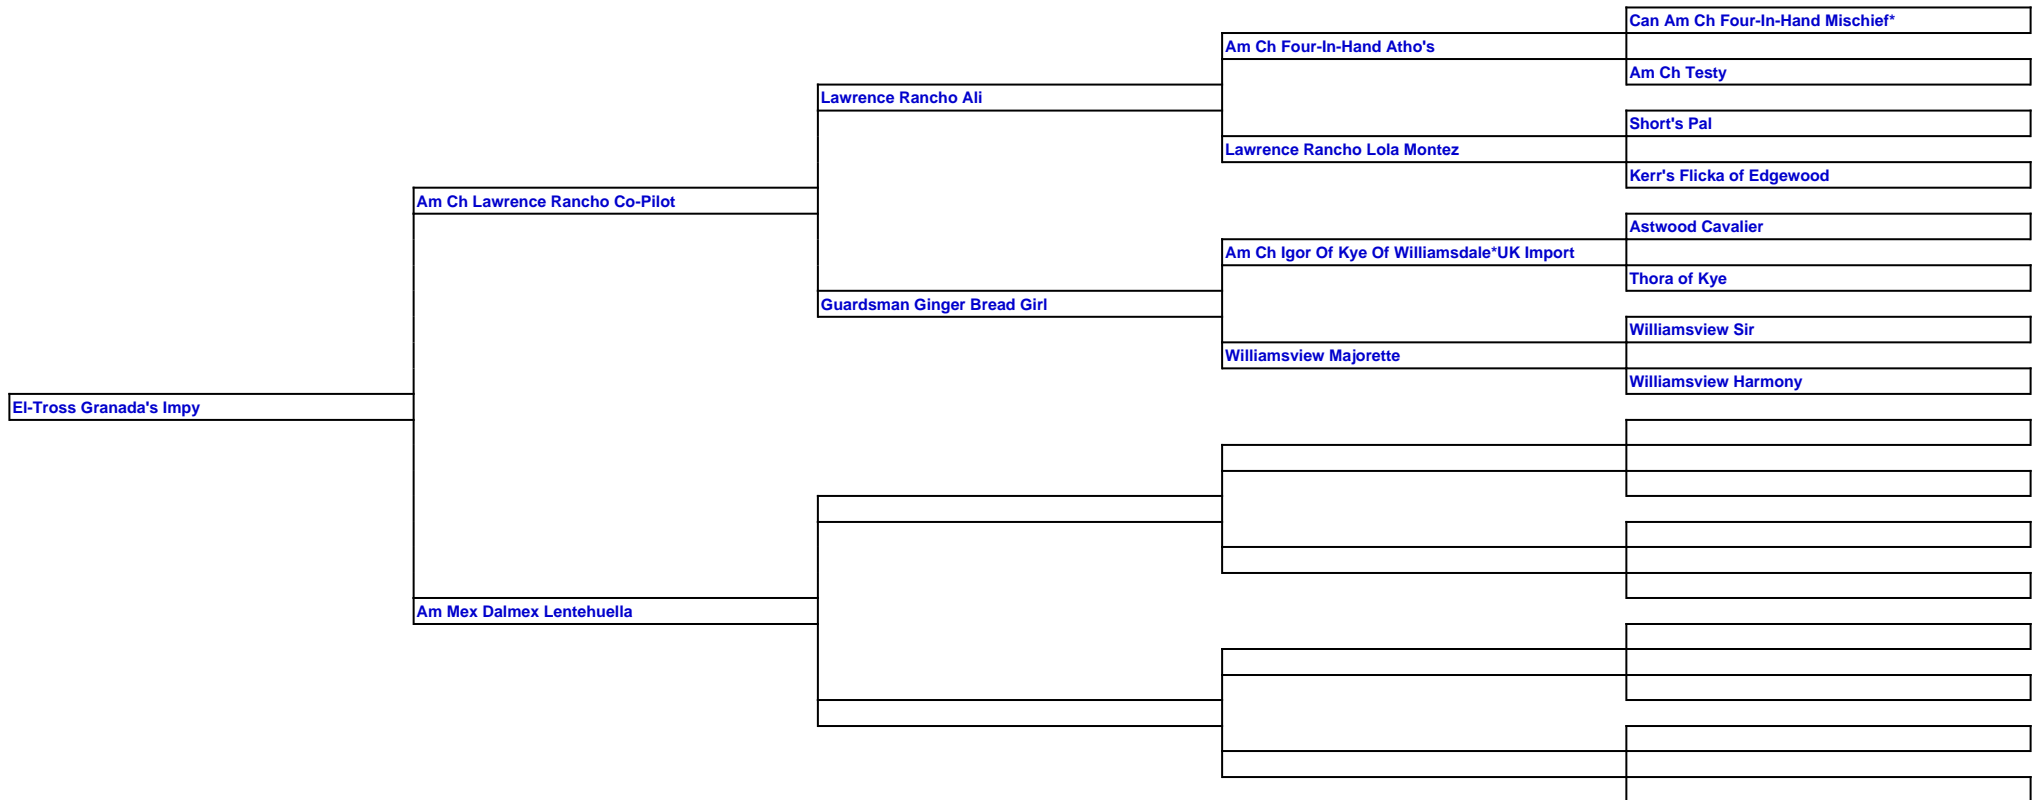 Can Am Ch Four-In-Hand Mischief*
Am Ch Four-In-Hand Atho's
Am Ch Testy
Lawrence Rancho Ali
Short's Pal
Lawrence Rancho Lola Montez
Kerr's Flicka of Edgewood
Am Ch Lawrence Rancho Co-Pilot
Astwood Cavalier
Am Ch Igor Of Kye Of Williamsdale*UK Import
Thora of Kye
Guardsman Ginger Bread Girl
Williamsview Sir
Williamsview Majorette
Williamsview Harmony
El-Tross Granada's Impy
Am Mex Dalmex Lentehuella